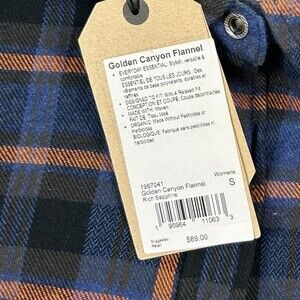 Golden Canyon Flannel
• EVERYDAY ESSENTIAL: Stylish, versatile &
comfortable.
ESSENTIEL DE TOUS LES JOURS : Des
vêtements de base polyvalents, durables et
raffinés
• DESIGNED TO FIT: With A Relaxed Fit
CONCEPTION ET COUPE: Coupe décontractée
• MADE WITH: Woven
FAIT DE: Tissu tissé
• ORGANIC: Made Without Pesticides or
herbicides
BIOLOGIQUE: Fabriqué sans pesticides ni
herbicides
1967041
Womens
Golden Canyon Flannel
S
Rich Sapphire
1 95964 11063 3
Suggested
Retail
$69.00